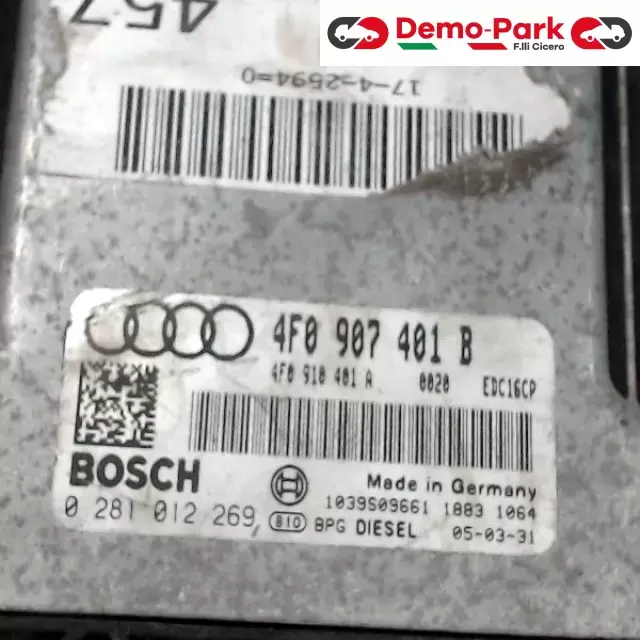 Demo-Park
F.lli Cicero
457
17-4-2594=0
4F0 907 401 B
4F0 910 401 A 0020 EDC16CP
BOSCH
Made in Germany
1039S09661 1883 1064
0 281 012 269 BIO BPG DIESEL 05-03-31